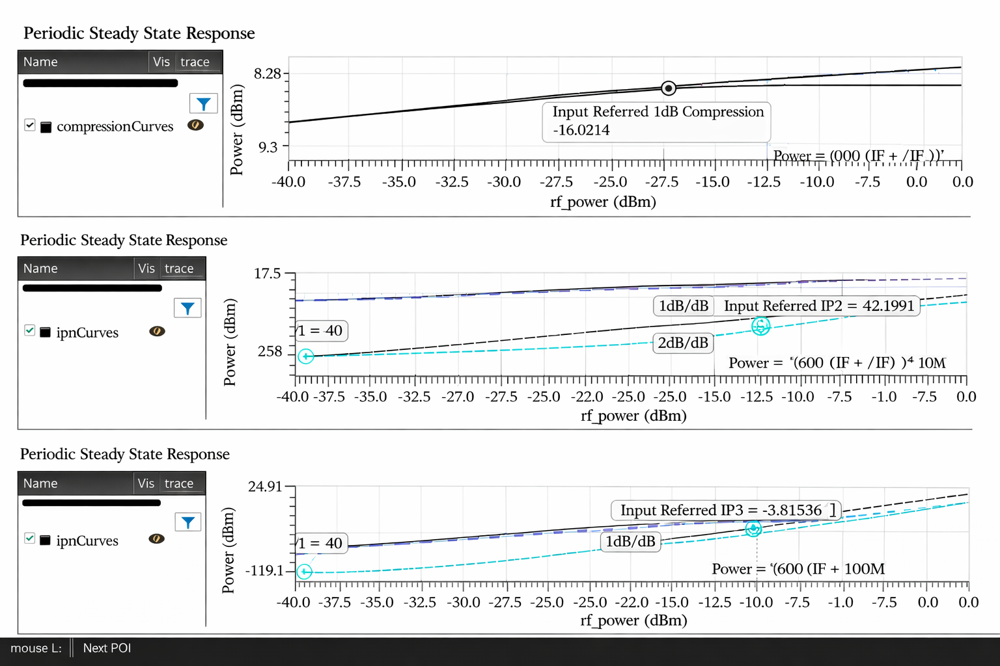 Periodic Steady State Response
Name Vis trace
compressionCurves
Power (dBm)
8.28
9.3
Input Referred 1dB Compression
-16.0214
Power = (000 (IF + /IF ))'
-40.0 -37.5 -35.0 -32.5 -30.0 -27.5 -25.0 -27.5 -15.0 -12.5 -10.0 -7.5 0.0 0.0
rf_power (dBm)
Periodic Steady State Response
Name Vis trace
ipnCurves
Power (dBm)
17.5
258
/1 = 40
1dB/dB Input Referred IP2 = 42.1991
2dB/dB
Power = "(600 (IF + /IF) )⁴ 10M
-40.0 -37.5 -35.0 -32.5 -27.0 -27.5 -25.0 -22.0 -25.0 -25.0 -15.0 -12.5 -10.0 -7.5 -1.0 -7.5 0.0
rf_power (dBm)
Periodic Steady State Response
Name Vis trace
ipnCurves
Power (dBm)
24.91
-119.1
Input Referred IP3 = -3.81536 ]
/1 = 40
1dB/dB
Power = "(600 (IF + 100M
-40.0 -37.5 -35.0 -32.5 -30.0 -27.5 -25.0 -25.0 -22.0 -15.0 -12.5 -10.0 -7.5 -1.0 -7.5 0.0 0.0
rf_power (dBm)
mouse L: Next POI